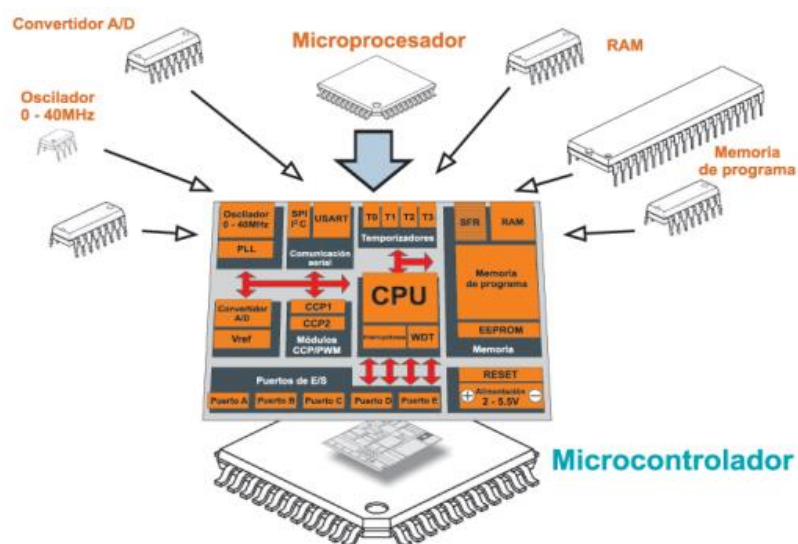 Convertidor A/D
Microprocesador
RAM
Oscilador
0 - 40MHz
Memoria
de programa
Oscilador
0 - 40MHz
PLL
SPI
I²C
USART
Comunicación
serial
T0 T1 T2 T3
Temporizadores
SFR
RAM
Memoria
de programa
EEPROM
Memoria
Convertidor
A/D
Vref
CCP1
CCP2
Módulos
CCP/PWM
CPU
Interrupciones
WDT
Puertos de E/S
Puerto A Puerto B Puerto C Puerto D Puerto E
RESET
+ Alimentación −
2 - 5.5V
Microcontrolador